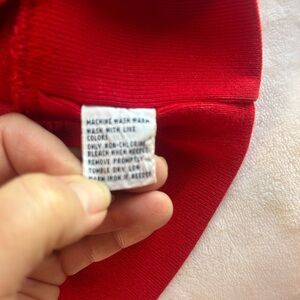 MACHINE WASH WARM
WASH WITH LIKE
COLORS
ONLY NON-CHLORINE
BLEACH WHEN NEEDED
REMOVE PROMPTLY
TUMBLE DRY LOW
WARM IRON IF NEEDED